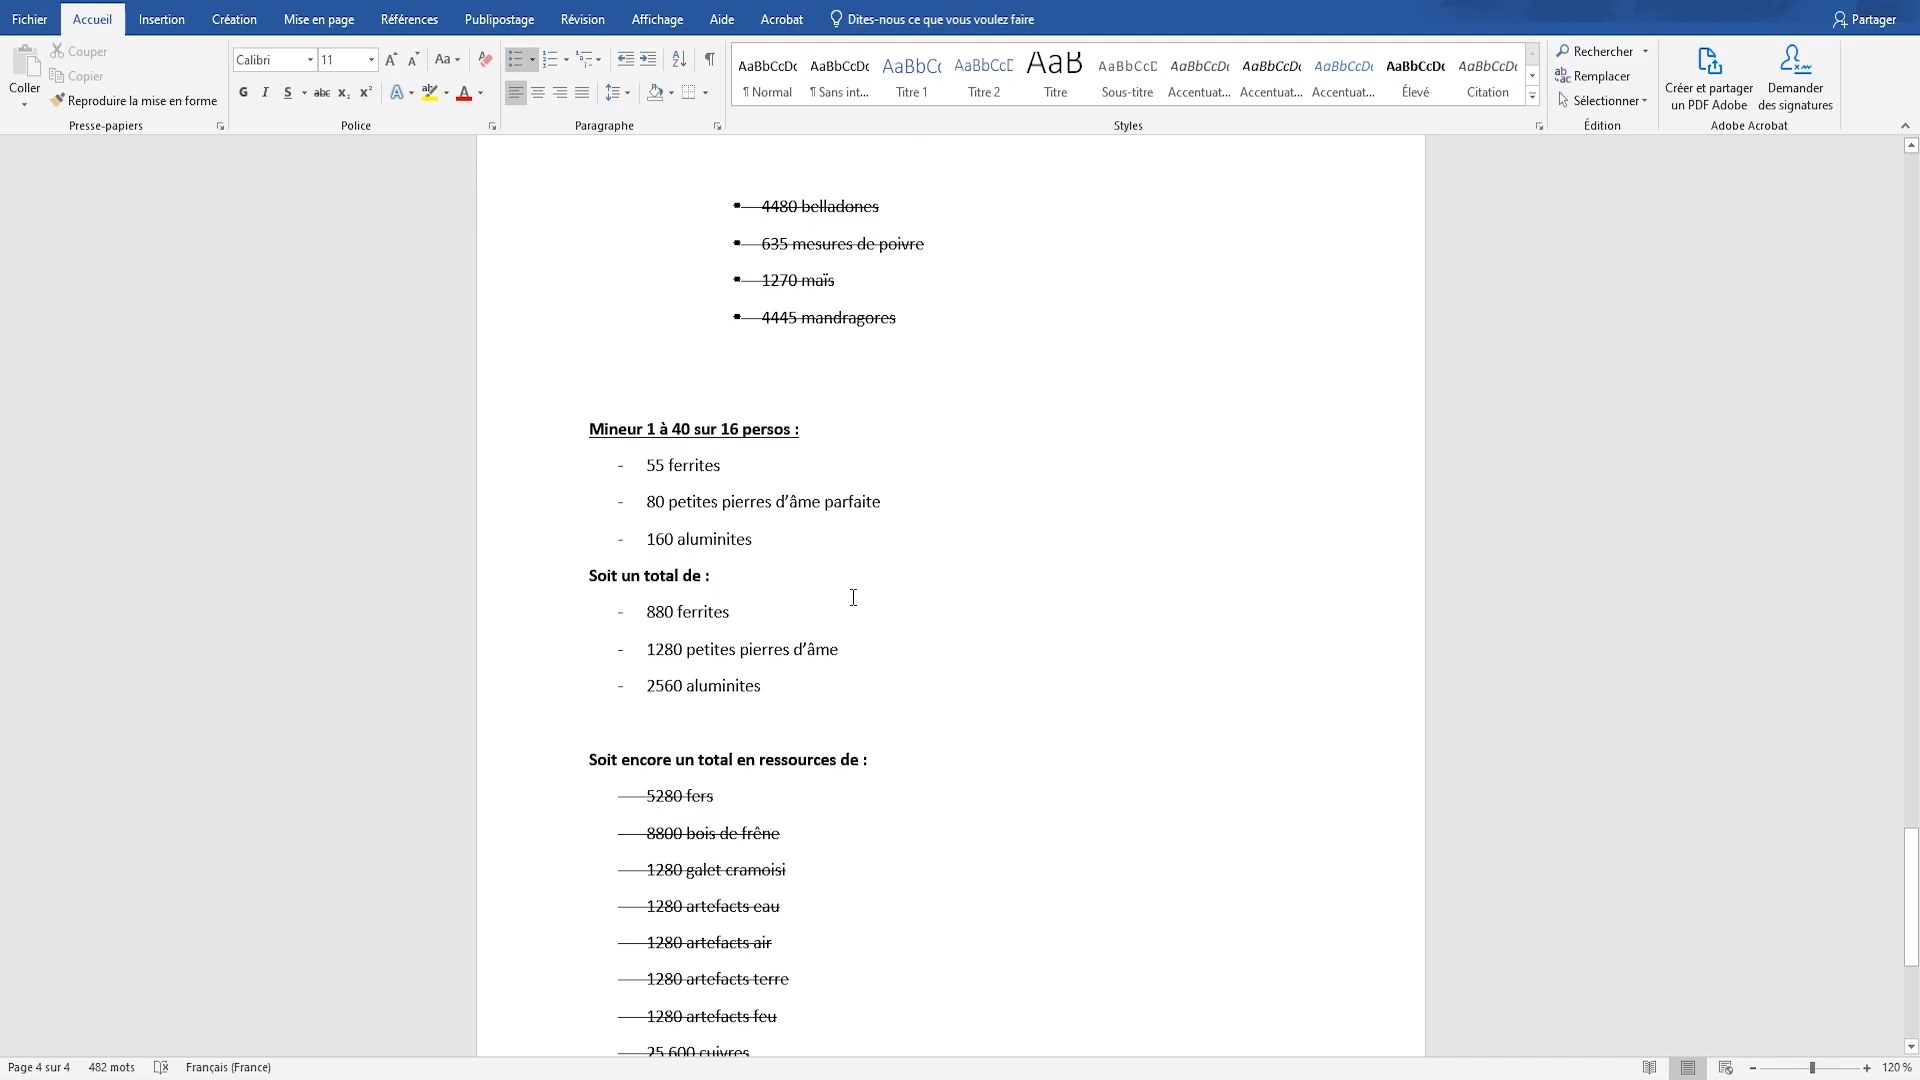 Fichier Accueil Insertion Création Mise en page Références Publipostage Révision Affichage Aide Acrobat Dites-nous ce que vous voulez faire Partager
Coller
Couper
Copier
Reproduire la mise en forme
Presse-papiers
Calibri 11
Aa
G I S abc x₂ x² A ab A
Police
Paragraphe
AaBbCcDc AaBbCcDc AaBbCc AaBbCcD AaB AaBbCcD AaBbCcDc AaBbCcDc AaBbCcDc AaBbCcDc AaBbCcDc
¶ Normal ¶ Sans int... Titre 1 Titre 2 Titre Sous-titre Accentuat... Accentuat... Accentuat... Élevé Citation
Styles
Rechercher
Remplacer
Sélectionner
Édition
Créer et partager
un PDF Adobe
Demander
des signatures
Adobe Acrobat
4480 belladones
635 mesures de poivre
1270 maïs
4445 mandragores
Mineur 1 à 40 sur 16 persos :
- 55 ferrites
- 80 petites pierres d’âme parfaite
- 160 aluminites
Soit un total de :
- 880 ferrites
- 1280 petites pierres d’âme
- 2560 aluminites
Soit encore un total en ressources de :
5280 fers
8800 bois de frêne
1280 galet cramoisi
1280 artefacts eau
1280 artefacts air
1280 artefacts terre
1280 artefacts feu
25 600 cuivres
Page 4 sur 4 482 mots Français (France) 120 %